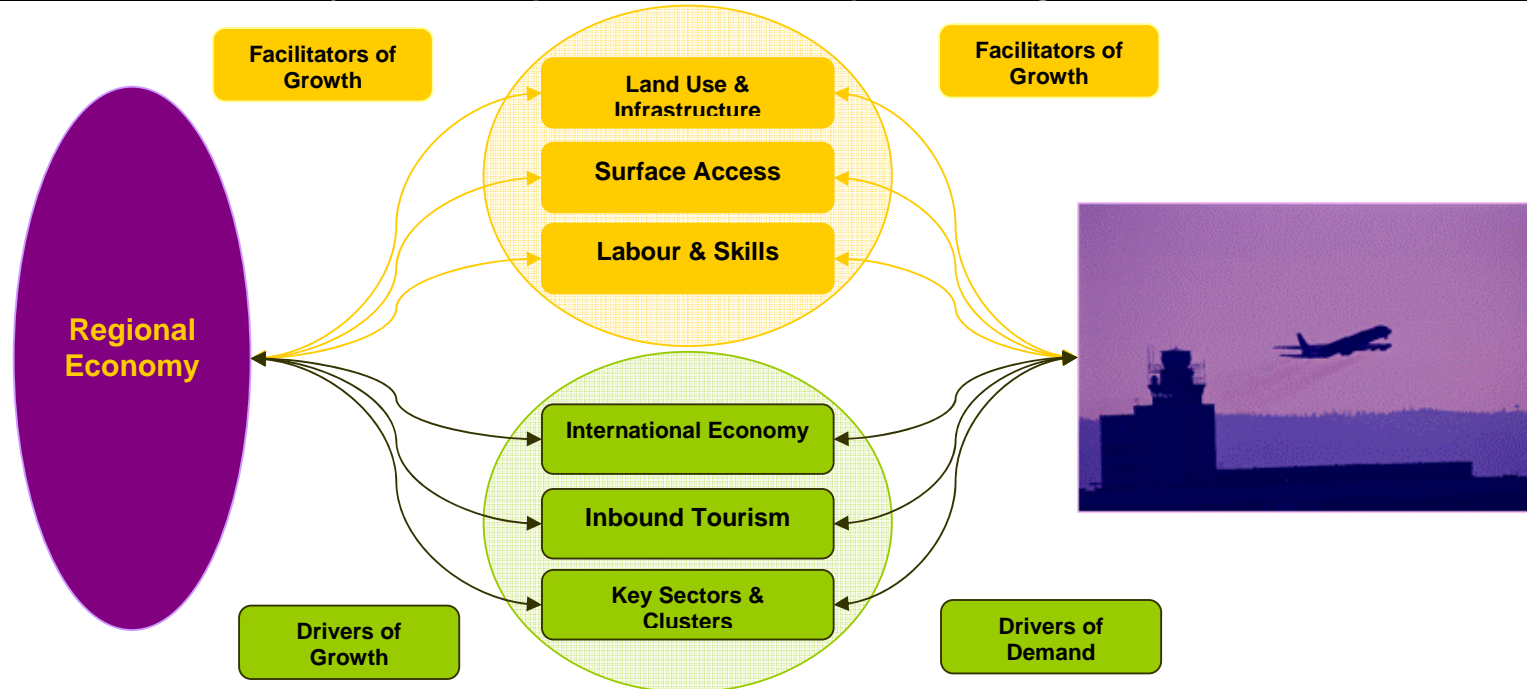 Facilitators of
Growth
Facilitators of
Growth
Land Use &
Infrastructure
Surface Access
Labour & Skills
Regional
Economy
International Economy
Inbound Tourism
Key Sectors &
Clusters
Drivers of
Growth
Drivers of
Demand